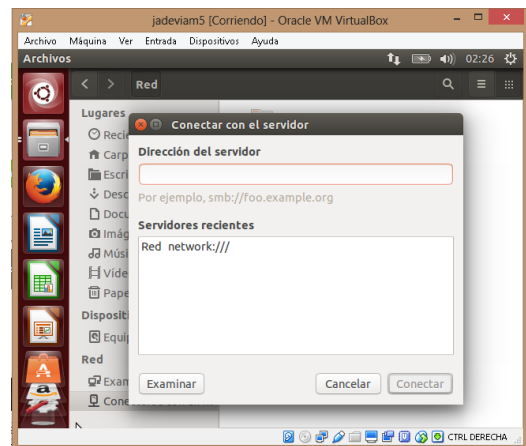 jadeviam5 [Corriendo] - Oracle VM VirtualBox
Archivo Máquina Ver Entrada Dispositivos Ayuda
Archivos 02:26
Red
Lugares
Conectar con el servidor
Dirección del servidor
Por ejemplo, smb://foo.example.org
Servidores recientes
Red network:///
Red
Examinar Cancelar Conectar
CTRL DERECHA